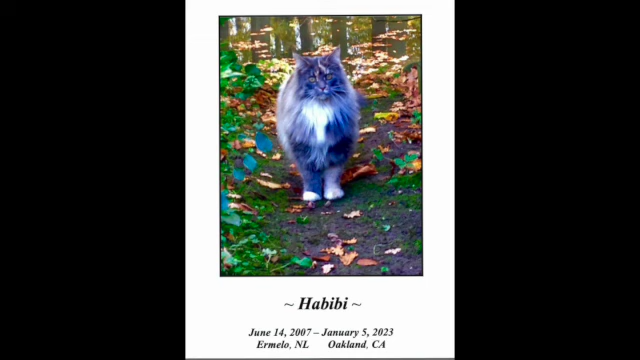 ~ Habibi ~
June 14, 2007 – January 5, 2023
Ermelo, NL Oakland, CA